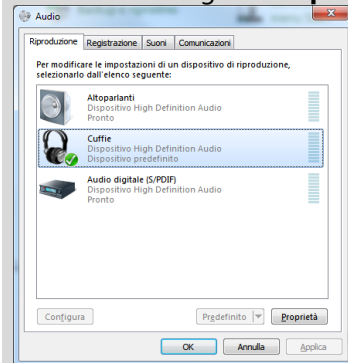 Audio
Riproduzione Registrazione Suoni Comunicazioni
Per modificare le impostazioni di un dispositivo di riproduzione,
selezionarlo dall'elenco seguente:
Altoparlanti
Dispositivo High Definition Audio
Pronto
Cuffie
Dispositivo High Definition Audio
Dispositivo predefinito
Audio digitale (S/PDIF)
Dispositivo High Definition Audio
Pronto
Configura Predefinito Proprietà
OK Annulla Applica